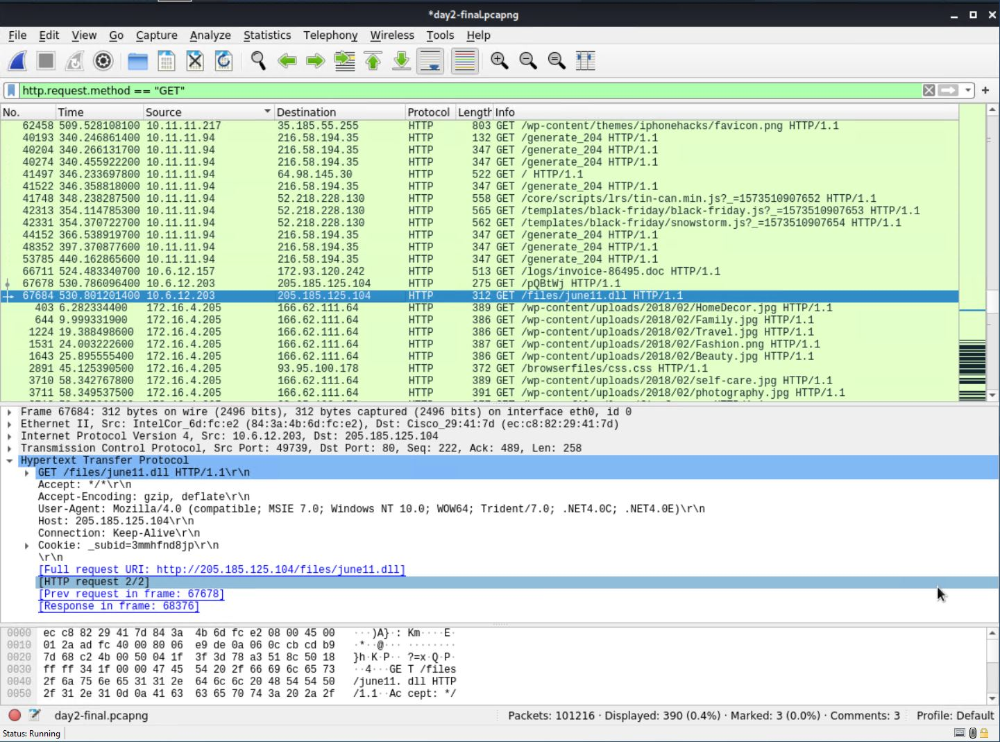 *day2-final.pcapng
File Edit View Go Capture Analyze Statistics Telephony Wireless Tools Help
http.request.method == "GET"
No. Time Source Destination Protocol Length Info
62458 509.528108100 10.11.11.217 35.185.55.255 HTTP 803 GET /wp-content/themes/iphonehacks/favicon.png HTTP/1.1
40193 340.246861400 10.11.11.94 216.58.194.35 HTTP 132 GET /generate_204 HTTP/1.1
40204 340.266131700 10.11.11.94 216.58.194.35 HTTP 347 GET /generate_204 HTTP/1.1
40274 340.455922200 10.11.11.94 216.58.194.35 HTTP 347 GET /generate_204 HTTP/1.1
41497 346.233697800 10.11.11.94 64.98.145.30 HTTP 522 GET / HTTP/1.1
41522 346.358818000 10.11.11.94 216.58.194.35 HTTP 347 GET /generate_204 HTTP/1.1
41748 348.238287500 10.11.11.94 52.218.228.130 HTTP 558 GET /core/scripts/lrs/tin-can.min.js?_=1573510907652 HTTP/1.1
42313 354.114785300 10.11.11.94 52.218.228.130 HTTP 565 GET /templates/black-friday/black-friday.js?_=1573510907653 HTTP/1.1
42331 354.370722700 10.11.11.94 52.218.228.130 HTTP 562 GET /templates/black-friday/snowstorm.js?_=1573510907654 HTTP/1.1
44152 366.538919700 10.11.11.94 216.58.194.35 HTTP 347 GET /generate_204 HTTP/1.1
48352 397.370877600 10.11.11.94 216.58.194.35 HTTP 347 GET /generate_204 HTTP/1.1
53785 440.162865600 10.11.11.94 216.58.194.35 HTTP 347 GET /generate_204 HTTP/1.1
66711 524.483340700 10.6.12.157 172.93.120.242 HTTP 513 GET /logs/invoice-86495.doc HTTP/1.1
67678 530.786096400 10.6.12.203 205.185.125.104 HTTP 275 GET /pQBtWj HTTP/1.1
67684 530.801201400 10.6.12.203 205.185.125.104 HTTP 312 GET /files/june11.dll HTTP/1.1
403 6.282334400 172.16.4.205 166.62.111.64 HTTP 389 GET /wp-content/uploads/2018/02/HomeDecor.jpg HTTP/1.1
644 9.999331900 172.16.4.205 166.62.111.64 HTTP 386 GET /wp-content/uploads/2018/02/Family.jpg HTTP/1.1
1224 19.388498600 172.16.4.205 166.62.111.64 HTTP 386 GET /wp-content/uploads/2018/02/Travel.jpg HTTP/1.1
1531 24.003222600 172.16.4.205 166.62.111.64 HTTP 387 GET /wp-content/uploads/2018/02/Fashion.png HTTP/1.1
1643 25.895555400 172.16.4.205 166.62.111.64 HTTP 386 GET /wp-content/uploads/2018/02/Beauty.jpg HTTP/1.1
2891 45.125390500 172.16.4.205 93.95.100.178 HTTP 372 GET /browserfiles/css.css HTTP/1.1
3710 58.342767800 172.16.4.205 166.62.111.64 HTTP 389 GET /wp-content/uploads/2018/02/self-care.jpg HTTP/1.1
3711 58.349537500 172.16.4.205 166.62.111.64 HTTP 391 GET /wp-content/uploads/2018/02/photography.jpg HTTP/1.1
Frame 67684: 312 bytes on wire (2496 bits), 312 bytes captured (2496 bits) on interface eth0, id 0
Ethernet II, Src: IntelCor_6d:fc:e2 (84:3a:4b:6d:fc:e2), Dst: Cisco_29:41:7d (ec:c8:82:29:41:7d)
Internet Protocol Version 4, Src: 10.6.12.203, Dst: 205.185.125.104
Transmission Control Protocol, Src Port: 49739, Dst Port: 80, Seq: 222, Ack: 489, Len: 258
Hypertext Transfer Protocol
GET /files/june11.dll HTTP/1.1\r\n
Accept: */*\r\n
Accept-Encoding: gzip, deflate\r\n
User-Agent: Mozilla/4.0 (compatible; MSIE 7.0; Windows NT 10.0; WOW64; Trident/7.0; .NET4.0C; .NET4.0E)\r\n
Host: 205.185.125.104\r\n
Connection: Keep-Alive\r\n
Cookie: _subid=3mmhfnd8jp\r\n
\r\n
[Full request URI: http://205.185.125.104/files/june11.dll]
[HTTP request 2/2]
[Prev request in frame: 67678]
[Response in frame: 68376]
0000 ec c8 82 29 41 7d 84 3a 4b 6d fc e2 08 00 45 00 ···)A}·: Km····E·
0010 01 2a ad fc 40 00 80 06 e9 de 0a 06 0c cb cd b9 ·*··@··· ········
0020 7d 68 c2 4b 00 50 04 1f 3f 3d 78 a3 51 8c 50 18 }h·K·P·· ?=x·Q·P·
0030 ff ff 34 1f 00 00 47 45 54 20 2f 66 69 6c 65 73 ··4···GE T /files
0040 2f 6a 75 6e 65 31 31 2e 64 6c 6c 20 48 54 54 50 /june11. dll HTTP
0050 2f 31 2e 31 0d 0a 41 63 63 65 70 74 3a 20 2a 2f /1.1··Ac cept: */
day2-final.pcapng Packets: 101216 · Displayed: 390 (0.4%) · Marked: 3 (0.0%) · Comments: 3 Profile: Default
Status: Running